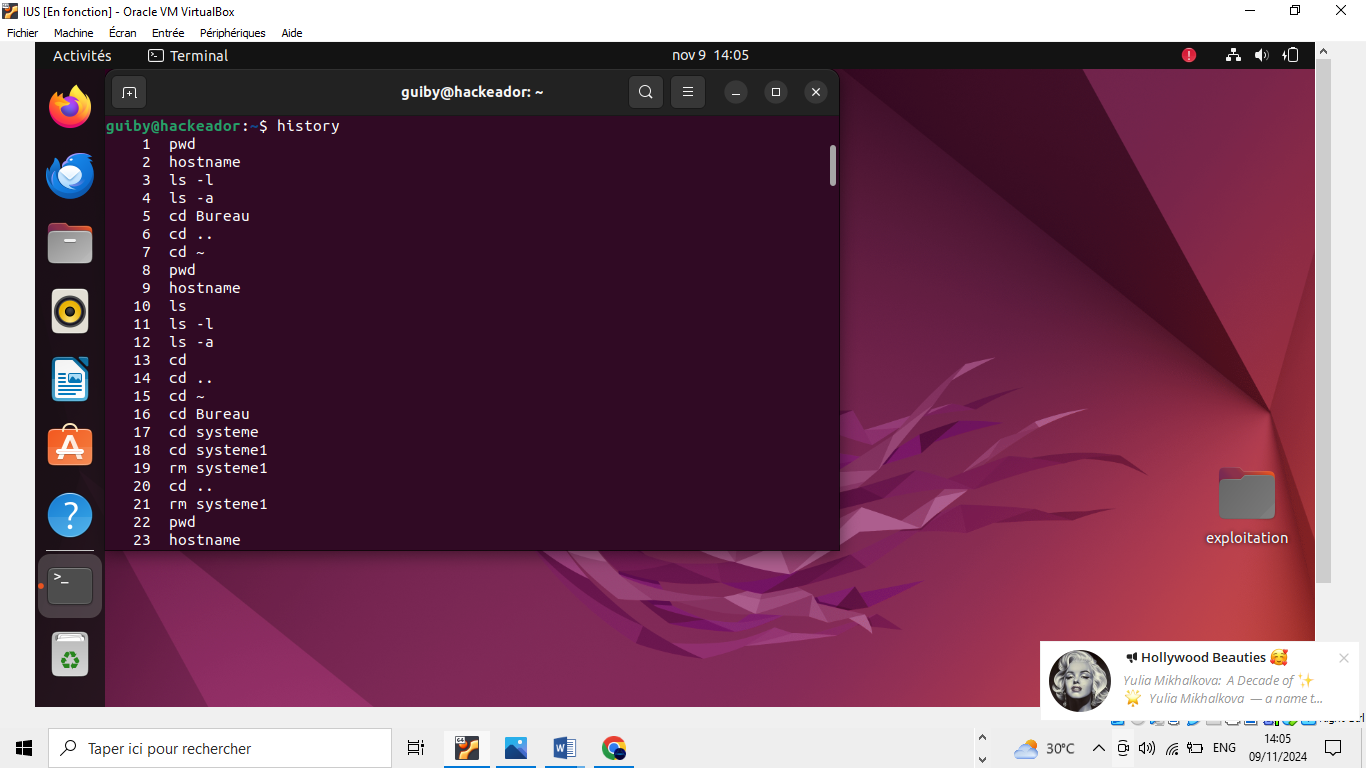 IUS [En fonction] - Oracle VM VirtualBox
Fichier Machine Écran Entrée Périphériques Aide
Activités Terminal nov 9 14:05
guiby@hackeador: ~
guiby@hackeador:~$ history
1 pwd
2 hostname
3 ls -l
4 ls -a
5 cd Bureau
6 cd ..
7 cd ~
8 pwd
9 hostname
10 ls
11 ls -l
12 ls -a
13 cd
14 cd ..
15 cd ~
16 cd Bureau
17 cd systeme
18 cd systeme1
19 rm systeme1
20 cd ..
21 rm systeme1
22 pwd
23 hostname
exploitation
Hollywood Beauties 🥰
Yulia Mikhalkova: A Decade of ✨
🌟 Yulia Mikhalkova — a name t...
Taper ici pour rechercher
30°C
ENG
14:05
09/11/2024